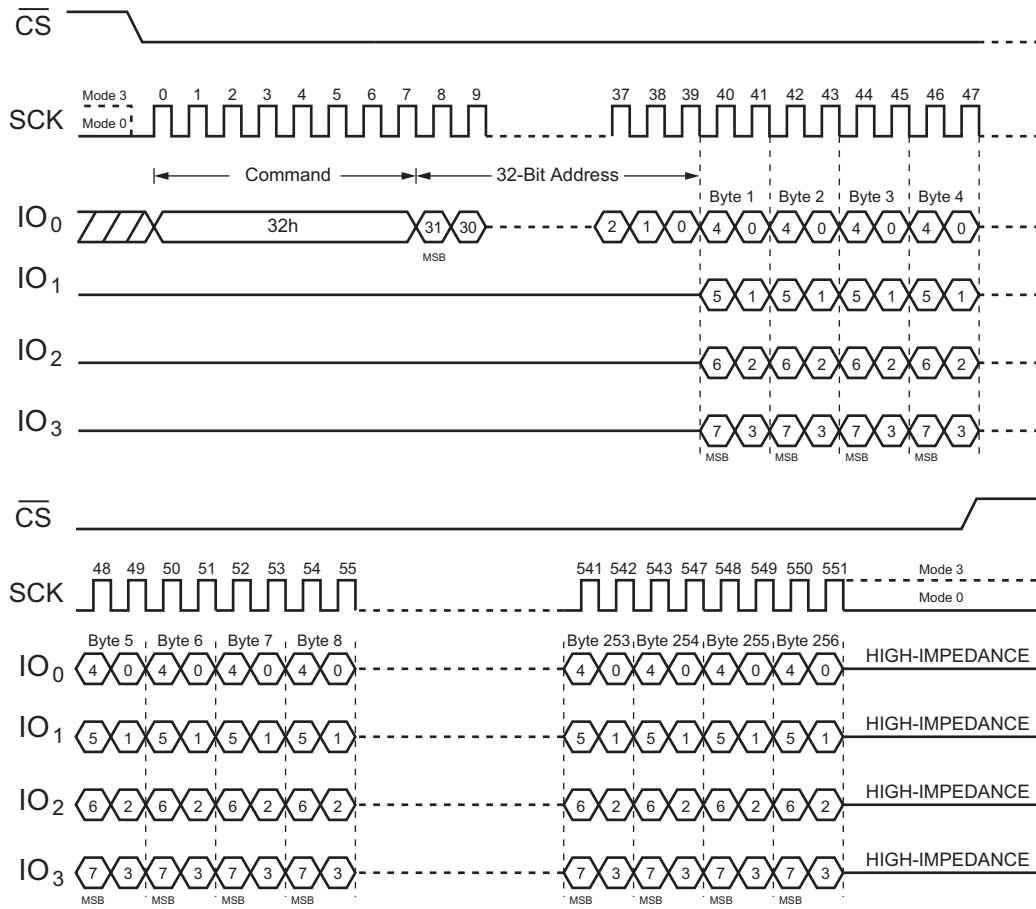 CS
Mode 3 0 1 2 3 4 5 6 7 8 9 37 38 39 40 41 42 43 44 45 46 47
SCK
Mode 0
Command 32-Bit Address
Byte 1 Byte 2 Byte 3 Byte 4
IO0 32h 31 30 2 1 0 4 0 4 0 4 0 4 0
MSB
IO1 5 1 5 1 5 1 5 1
IO2 6 2 6 2 6 2 6 2
IO3 7 3 7 3 7 3 7 3
MSB MSB MSB MSB
CS
48 49 50 51 52 53 54 55 541 542 543 547 548 549 550 551 Mode 3
SCK
Mode 0
Byte 5 Byte 6 Byte 7 Byte 8 Byte 253 Byte 254 Byte 255 Byte 256
IO0 4 0 4 0 4 0 4 0 4 0 4 0 4 0 4 0 HIGH-IMPEDANCE
IO1 5 1 5 1 5 1 5 1 5 1 5 1 5 1 5 1 HIGH-IMPEDANCE
IO2 6 2 6 2 6 2 6 2 6 2 6 2 6 2 6 2 HIGH-IMPEDANCE
IO3 7 3 7 3 7 3 7 3 7 3 7 3 7 3 7 3 HIGH-IMPEDANCE
MSB MSB MSB MSB MSB MSB MSB MSB